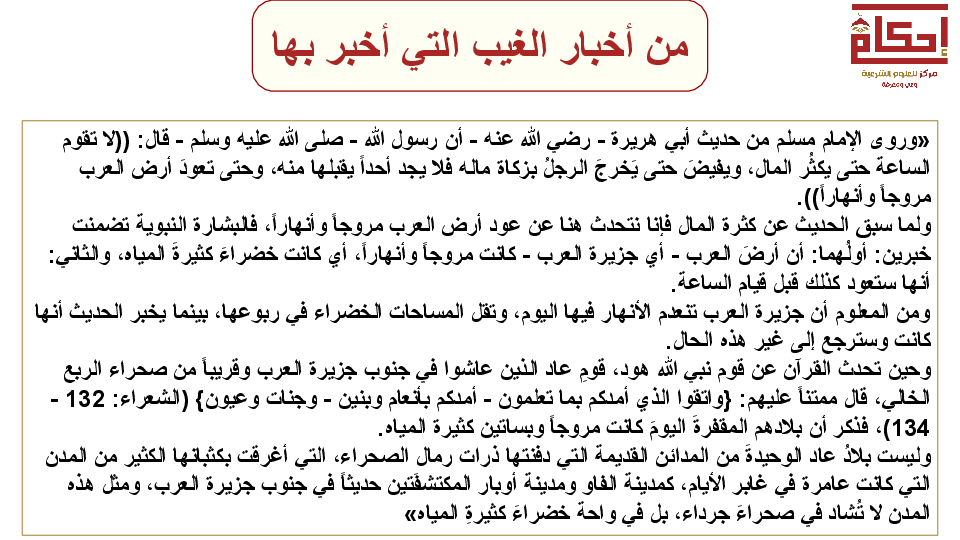 من أخبار الغيب التي أخبر بها
إحكام
مركز للعلوم الشرعية
وعي ومعرفة
«وروى الإمام مسلم من حديث أبي هريرة - رضي الله عنه - أن رسول الله - صلى الله عليه وسلم - قال: ((لا تقوم
الساعة حتى يكثُر المال، ويفيضَ حتى يَخرجَ الرجلُ بزكاة ماله فلا يجد أحداً يقبلها منه، وحتى تعودَ أرض العرب
مروجاً وأنهاراً)).
ولما سبق الحديث عن كثرة المال فإنا نتحدث هنا عن عود أرض العرب مروجاً وأنهاراً، فالبشارة النبوية تضمنت
خبرين: أولُهما: أن أرضَ العرب - أي جزيرة العرب - كانت مروجاً وأنهاراً، أي كانت خضراءَ كثيرةَ المياه، والثاني:
أنها ستعود كذلك قبل قيام الساعة.
ومن المعلوم أن جزيرة العرب تنعدم الأنهار فيها اليوم، وتقل المساحات الخضراء في ربوعها، بينما يخبر الحديث أنها
كانت وسترجع إلى غير هذه الحال.
وحين تحدث القرآن عن قوم نبي الله هود، قومِ عاد الذين عاشوا في جنوب جزيرة العرب وقريباً من صحراء الربع
الخالي، قال ممتناً عليهم: {واتقوا الذي أمدكم بما تعلمون - أمدكم بأنعام وبنين - وجنات وعيون} (الشعراء: 132 -
134)، فذكر أن بلادهم المقفرةَ اليومَ كانت مروجاً وبساتين كثيرة المياه.
وليست بلادُ عاد الوحيدةَ من المدائن القديمة التي دفنتها ذرات رمال الصحراء، التي أغرقت بكثبانها الكثير من المدن
التي كانت عامرة في غابر الأيام، كمدينة الفاو ومدينة أوبار المكتشفَتين حديثاً في جنوب جزيرة العرب، ومثل هذه
المدن لا تُشاد في صحراءَ جرداء، بل في واحة خضراءَ كثيرةِ المياه»